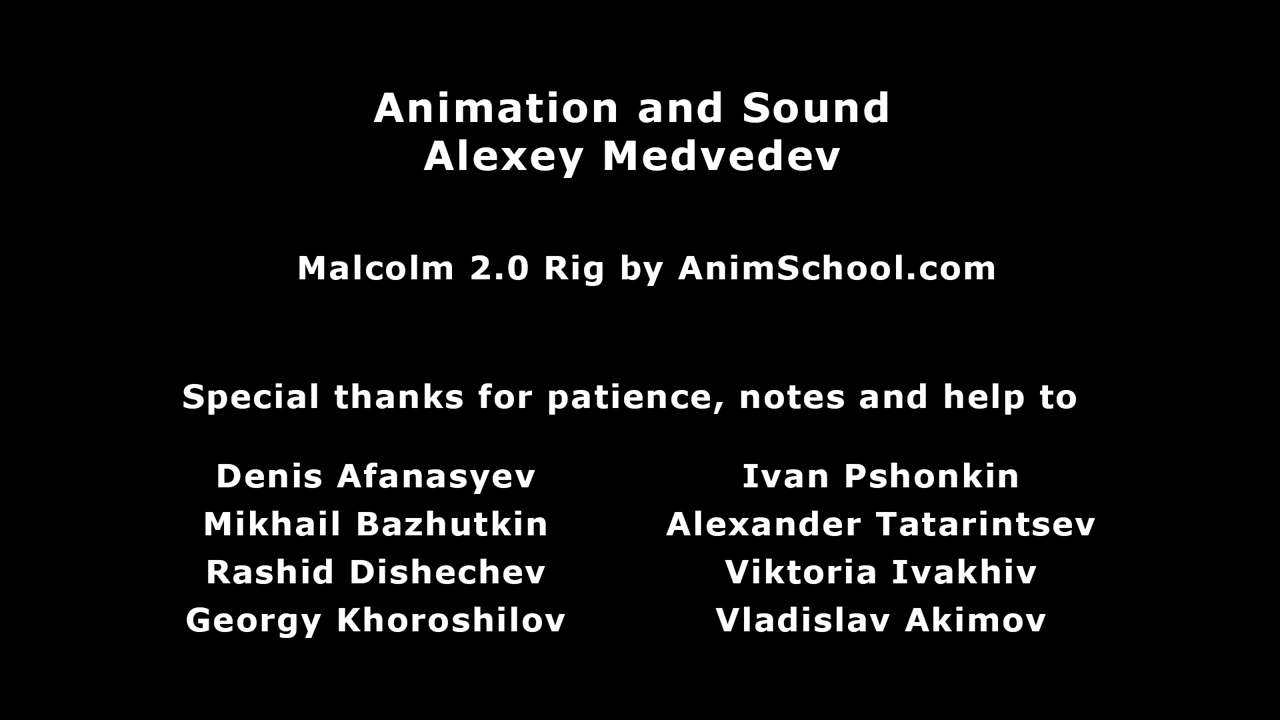 Animation and Sound
Alexey Medvedev
Malcolm 2.0 Rig by AnimSchool.com
Special thanks for patience, notes and help to
Denis Afanasyev
Mikhail Bazhutkin
Rashid Dishechev
Georgy Khoroshilov
Ivan Pshonkin
Alexander Tatarintsev
Viktoria Ivakhiv
Vladislav Akimov